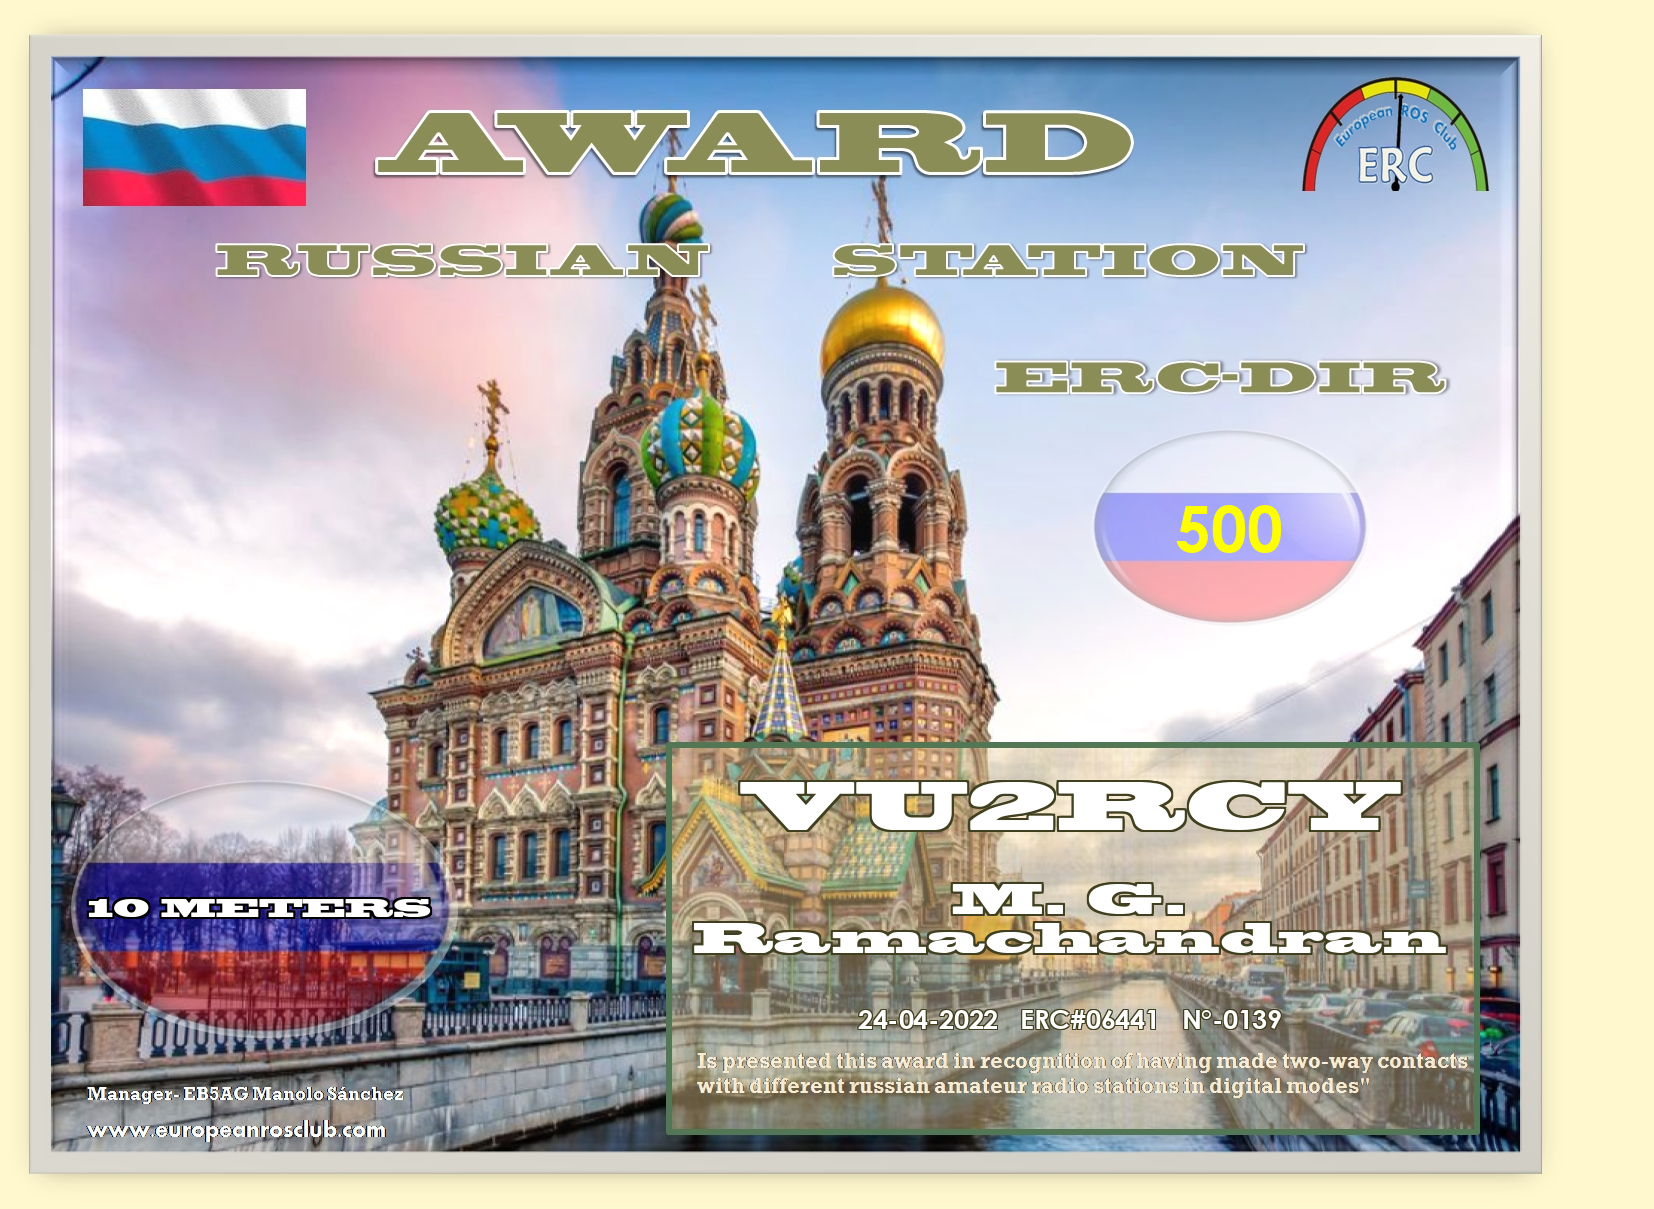 AWARD
European ROS Club
ERC
RUSSIAN STATION
ERC-DIR
500
VU2RCY
M. G.
Ramachandran
10 METERS
24-04-2022 ERC#06441 N°-0139
Is presented this award in recognition of having made two-way contacts
with different russian amateur radio stations in digital modes"
Manager- EB5AG Manolo Sánchez
www.europeanrosclub.com